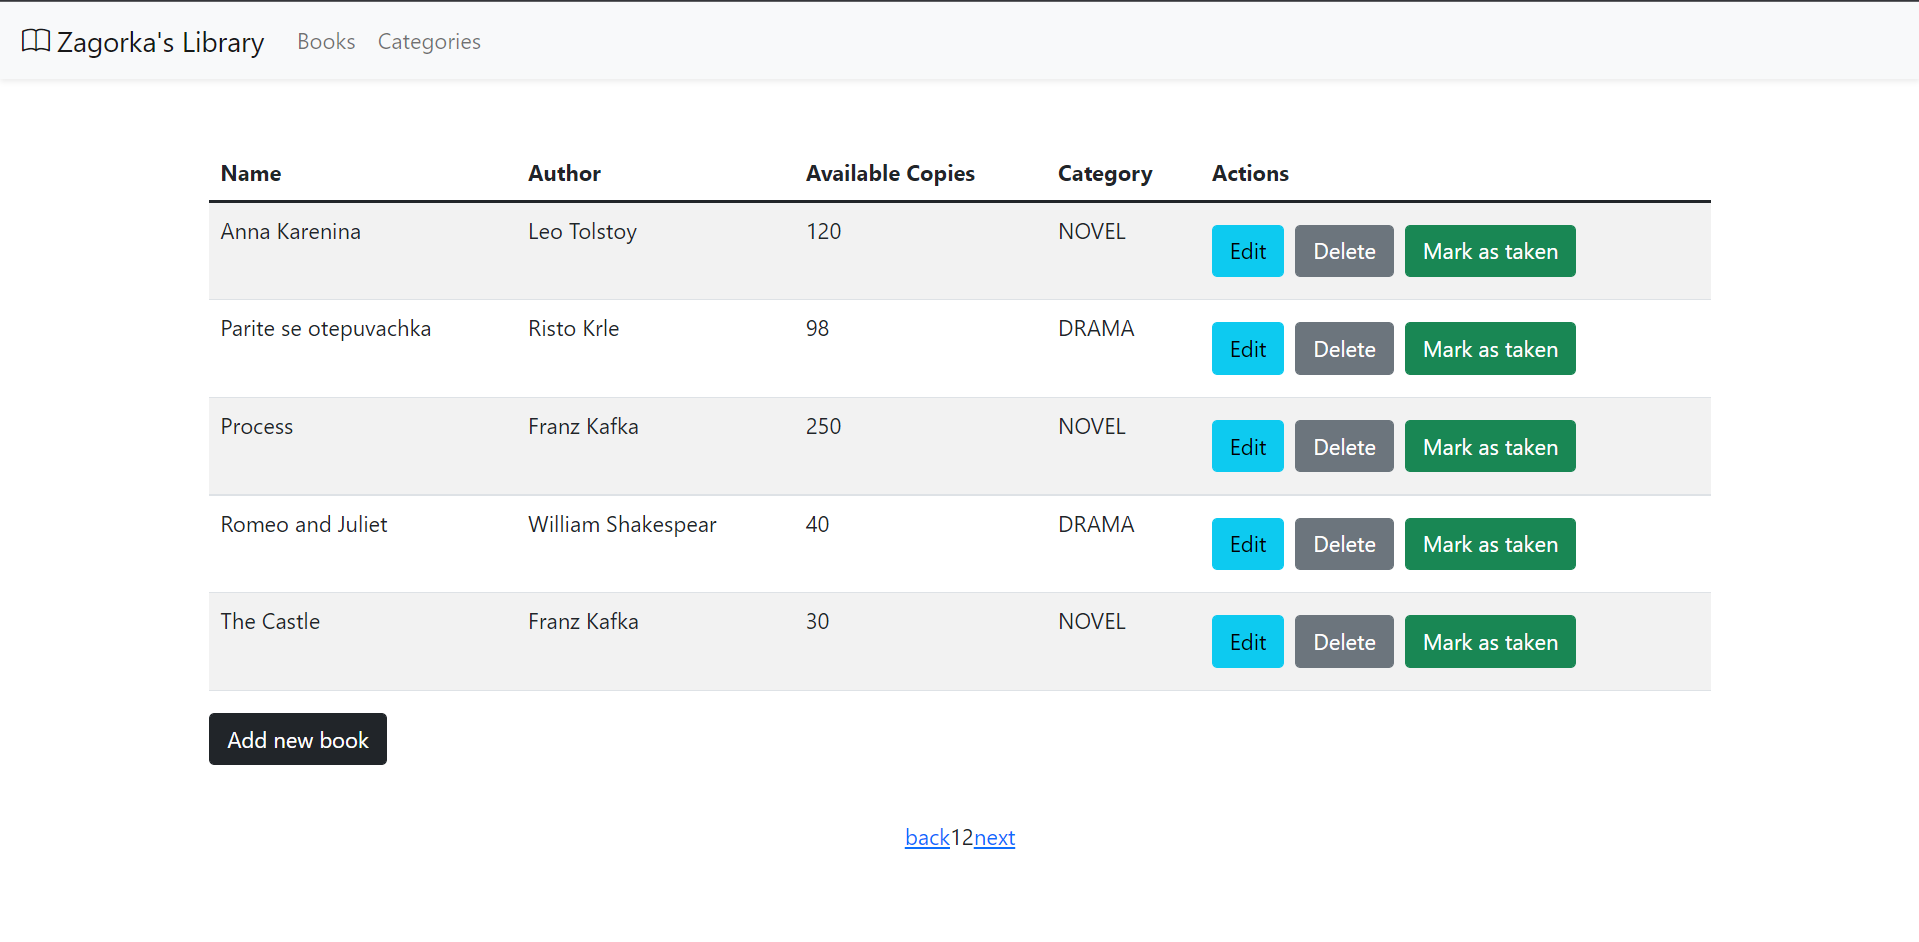 Zagorka's Library Books Categories
Name Author Available Copies Category Actions
Anna Karenina Leo Tolstoy 120 NOVEL Edit Delete Mark as taken
Parite se otepuvachka Risto Krle 98 DRAMA Edit Delete Mark as taken
Process Franz Kafka 250 NOVEL Edit Delete Mark as taken
Romeo and Juliet William Shakespear 40 DRAMA Edit Delete Mark as taken
The Castle Franz Kafka 30 NOVEL Edit Delete Mark as taken
Add new book
back12next